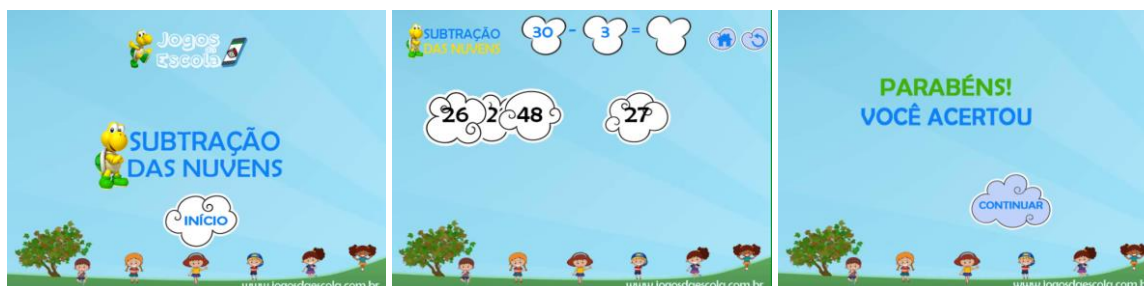 Jogos
Escola
SUBTRAÇÃO
DAS NUVENS
INÍCIO
www.jogosdaescola.com.br
SUBTRAÇÃO
DAS NUVENS
30 - 3 =
26 2 48 27
www.jogosdaescola.com.br
PARABÉNS!
VOCÊ ACERTOU
CONTINUAR
www.jogosdaescola.com.br